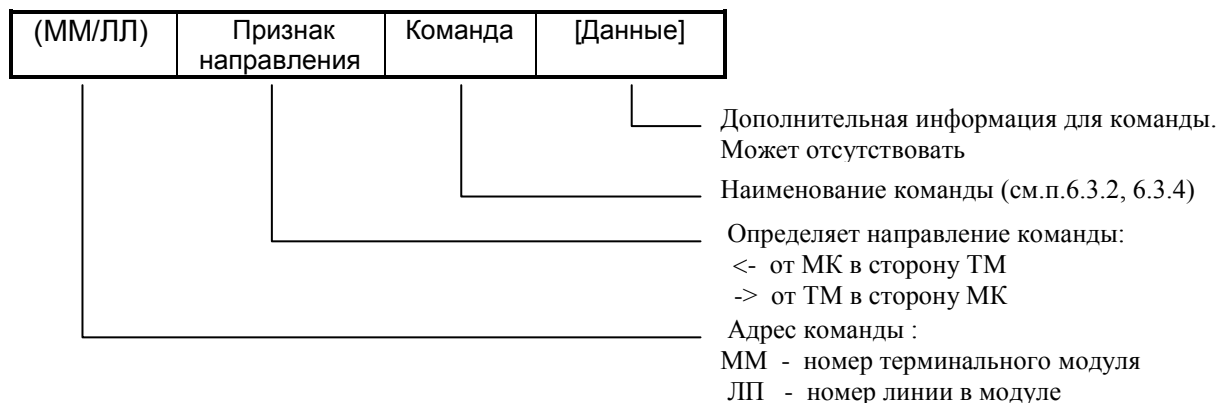 (ММ/ЛЛ) Признак направления Команда [Данные]
Дополнительная информация для команды.
Может отсутствовать
Наименование команды (см.п.6.3.2, 6.3.4)
Определяет направление команды:
<- от МК в сторону ТМ
-> от ТМ в сторону МК
Адрес команды :
ММ - номер терминального модуля
ЛП - номер линии в модуле